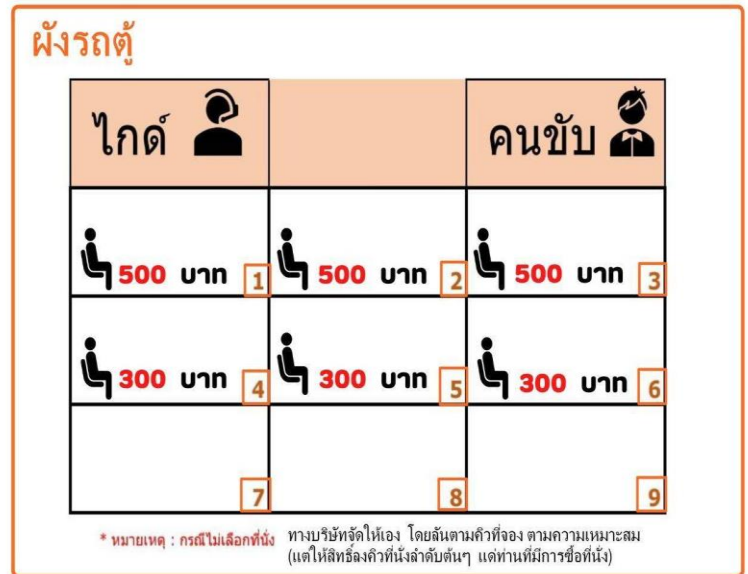 ผังรถตู้
ไกด์ คนขับ
500 บาท 1 500 บาท 2 500 บาท 3
300 บาท 4 300 บาท 5 300 บาท 6
7 8 9
* หมายเหตุ : กรณีไม่เลือกที่นั่ง ทางบริษัทจัดให้เอง โดยลันตามคิวที่จอง ตามความเหมาะสม
(แต่ให้สิทธิ์ลงคิวที่นั่งลำดับต้นๆ แด่ท่านที่มีการซื้อที่นั่ง)